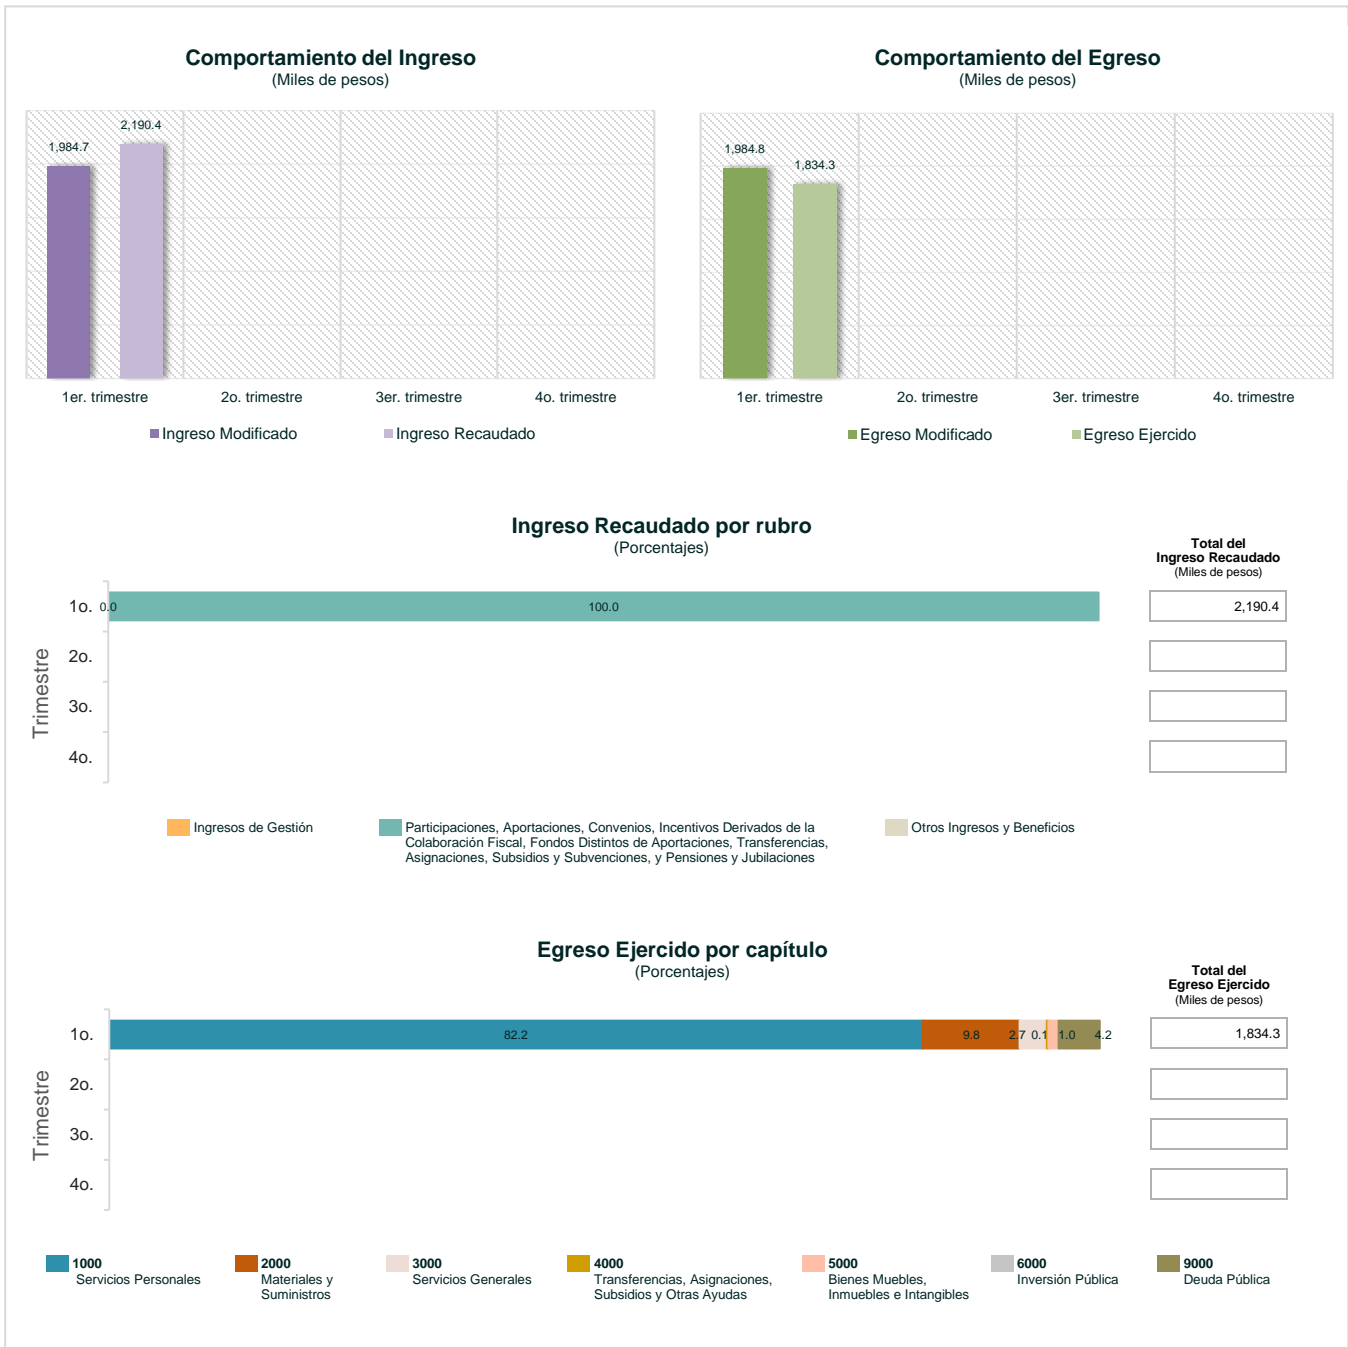 Comportamiento del Ingreso
(Miles de pesos)
1,984.7
2,190.4
1er. trimestre
2o. trimestre
3er. trimestre
4o. trimestre
Ingreso Modificado
Ingreso Recaudado
Comportamiento del Egreso
(Miles de pesos)
1,984.8
1,834.3
1er. trimestre
2o. trimestre
3er. trimestre
4o. trimestre
Egreso Modificado
Egreso Ejercido
Ingreso Recaudado por rubro
(Porcentajes)
Total del
Ingreso Recaudado
(Miles de pesos)
Trimestre
1o.
0.0
100.0
2,190.4
2o.
3o.
4o.
Ingresos de Gestión
Participaciones, Aportaciones, Convenios, Incentivos Derivados de la
Colaboración Fiscal, Fondos Distintos de Aportaciones, Transferencias,
Asignaciones, Subsidios y Subvenciones, y Pensiones y Jubilaciones
Otros Ingresos y Beneficios
Egreso Ejercido por capítulo
(Porcentajes)
Total del
Egreso Ejercido
(Miles de pesos)
Trimestre
1o.
82.2
9.8
2.7
0.1
1.0
4.2
1,834.3
2o.
3o.
4o.
1000
Servicios Personales
2000
Materiales y
Suministros
3000
Servicios Generales
4000
Transferencias, Asignaciones,
Subsidios y Otras Ayudas
5000
Bienes Muebles,
Inmuebles e Intangibles
6000
Inversión Pública
9000
Deuda Pública